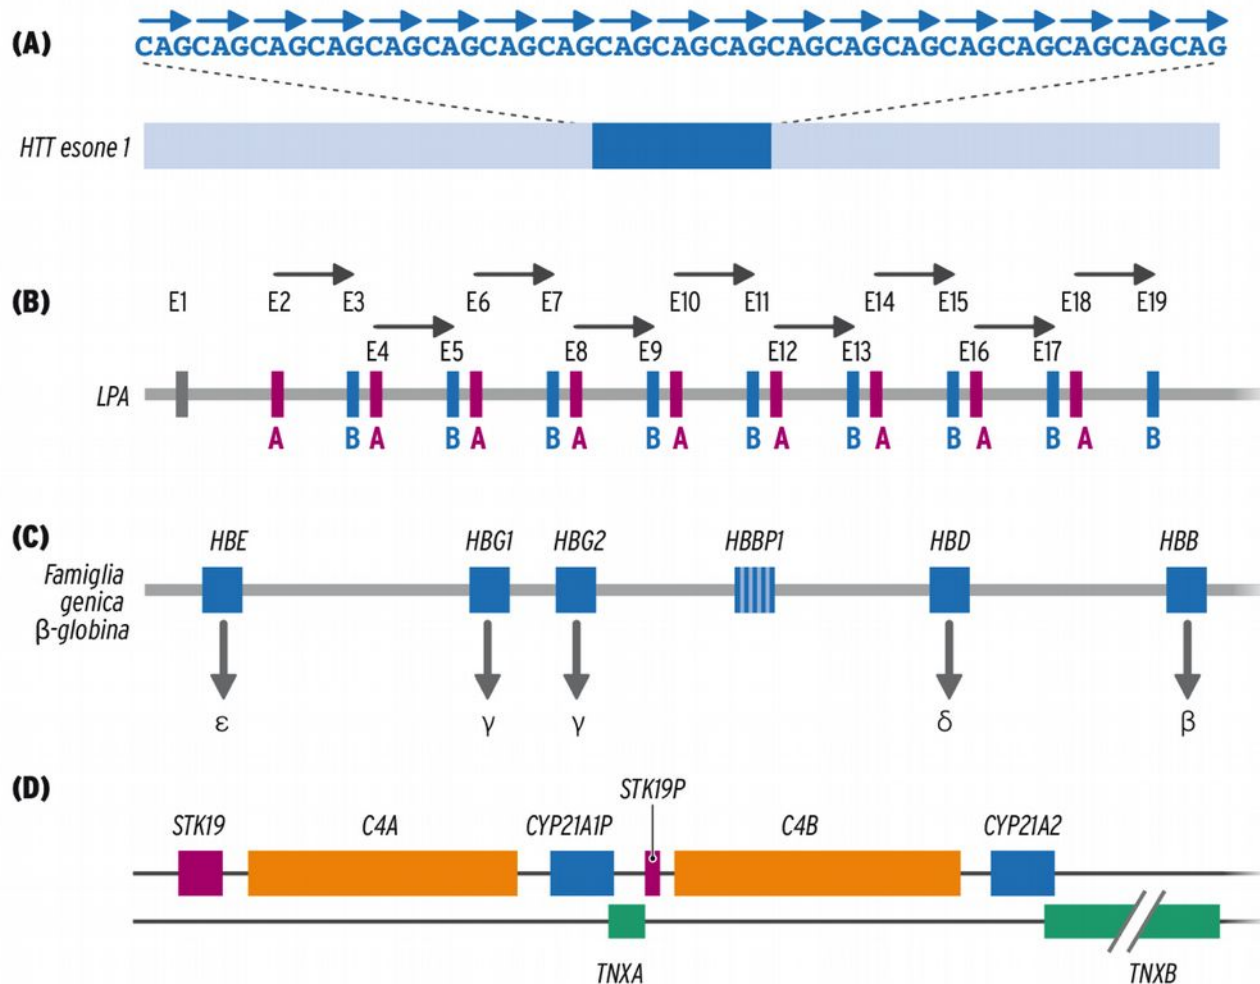 (A)
CAGCAGCAGCAGCAGCAGCAGCAGCAGCAGCAGCAGCAGCAGCAGCAGCAGCAGCAG
HTT esone 1
(B)
E1 E2 E3 E6 E7 E10 E11 E14 E15 E18 E19
E4 E5 E8 E9 E12 E13 E16 E17
LPA
A B A B A B A B A B A B A B A B A B
(C)
HBE HBG1 HBG2 HBBP1 HBD HBB
Famiglia
genica
β-globina
ε γ γ δ β
(D)
STK19P
STK19 C4A CYP21A1P C4B CYP21A2
TNXA TNXB